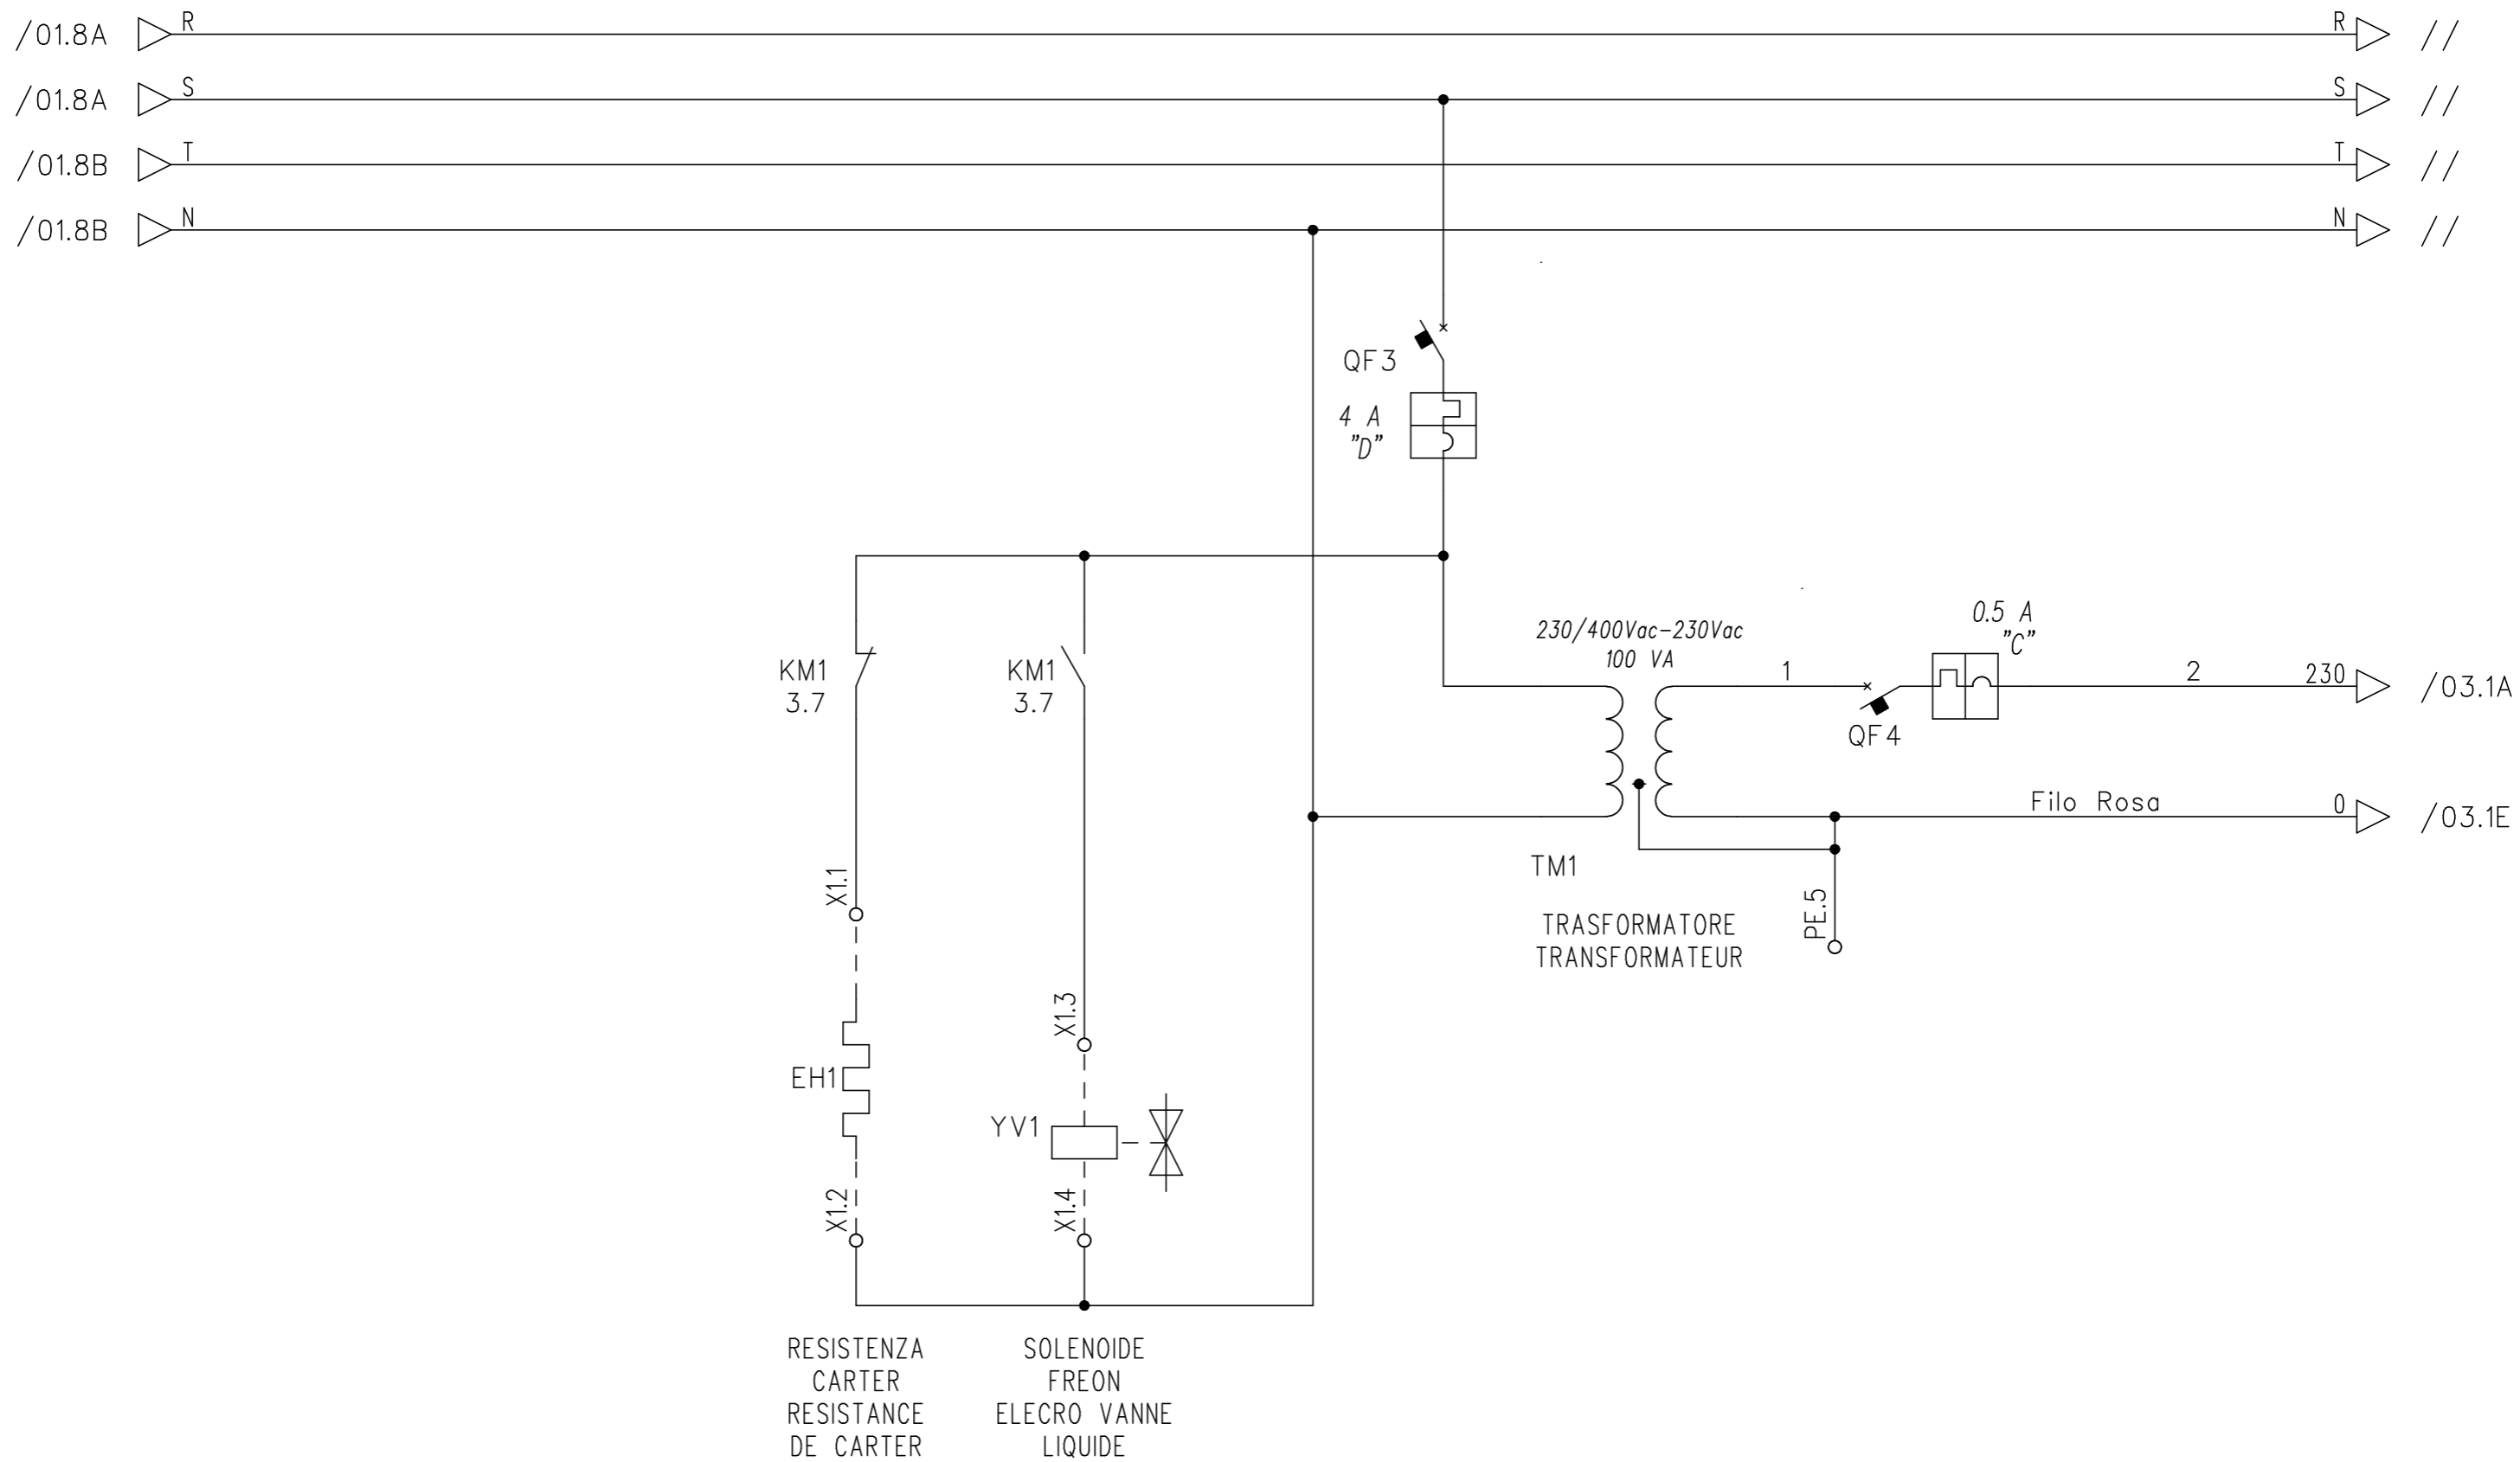 /01.8A R R //
/01.8A S S //
/01.8B T T //
/01.8B N N //
QF3
4 A
"D"
230/400Vac-230Vac
100 VA
0.5 A
"C"
KM1
3.7
KM1
3.7
1
2
230
/03.1A
QF4
Filo Rosa
0
/03.1E
TM1
TRASFORMATORE
TRANSFORMATEUR
PE.5
X1.1
X1.3
EH1
YV1
X1.2
X1.4
RESISTENZA
CARTER
RESISTANCE
DE CARTER
SOLENOIDE
FREON
ELECRO VANNE
LIQUIDE